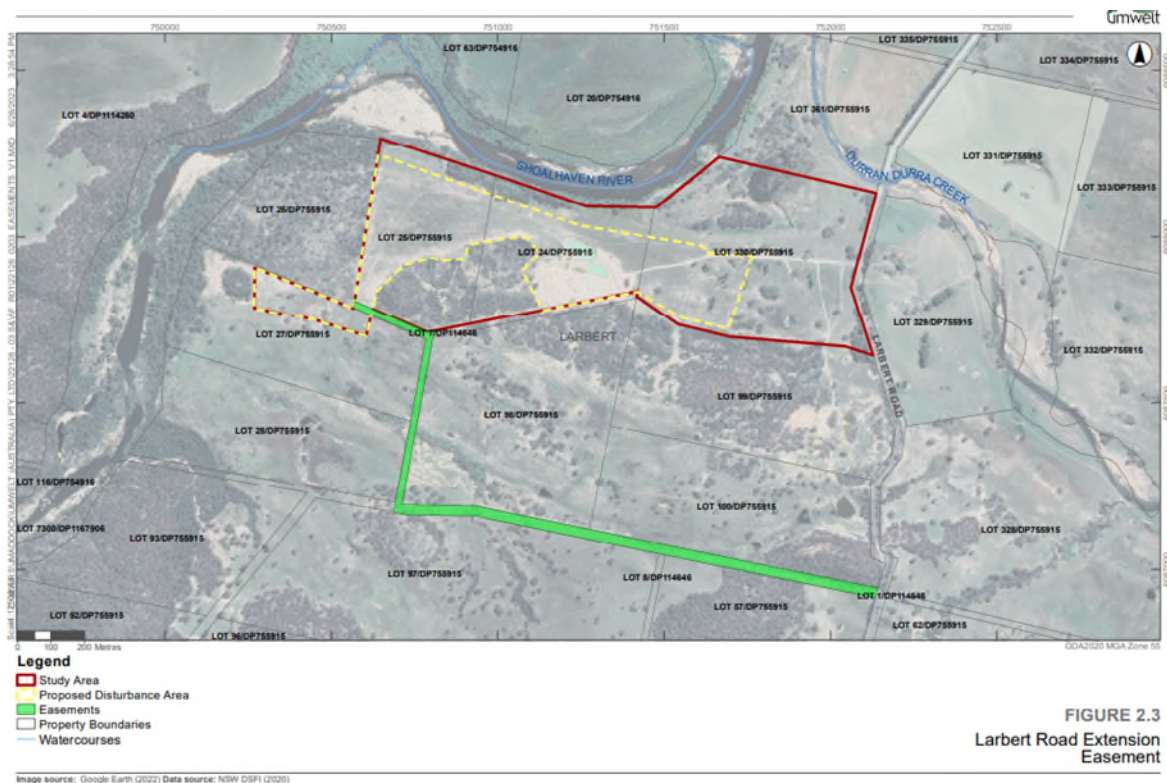 umwelt
750000 750500 751000 751500 752000 752500
LOT 63/DP754916
LOT 335/DP755915
LOT 334/DP755915
LOT 4/DP1114260
LOT 20/DP754916
LOT 361/DP755915
LOT 331/DP755915
SHOALHAVEN RIVER
DURRAN DURRA CREEK
LOT 333/DP755915
LOT 26/DP755915
LOT 25/DP755915
LOT 24/DP755915
LOT 330/DP755915
LOT 27/DP755915
LOT 7/DP114646
LARBERT
LOT 329/DP755915
LARBERT ROAD
LOT 332/DP755915
LOT 98/DP755915
LOT 99/DP755915
LOT 28/DP755915
LOT 116/DP754916
LOT 7300/DP1167906
LOT 93/DP755915
LOT 100/DP755915
LOT 328/DP755915
LOT 97/DP755915
LOT 8/DP114646
LOT 1/DP114646
LOT 57/DP755915
LOT 92/DP755915
LOT 96/DP755915
LOT 62/DP755915
0 100 200 Metres
GDA2020 MGA Zone 55
Legend
Study Area
Proposed Disturbance Area
Easements
Property Boundaries
Watercourses
FIGURE 2.3
Larbert Road Extension
Easement
Image source: Google Earth (2022) Data source: NSW DSFI (2020)